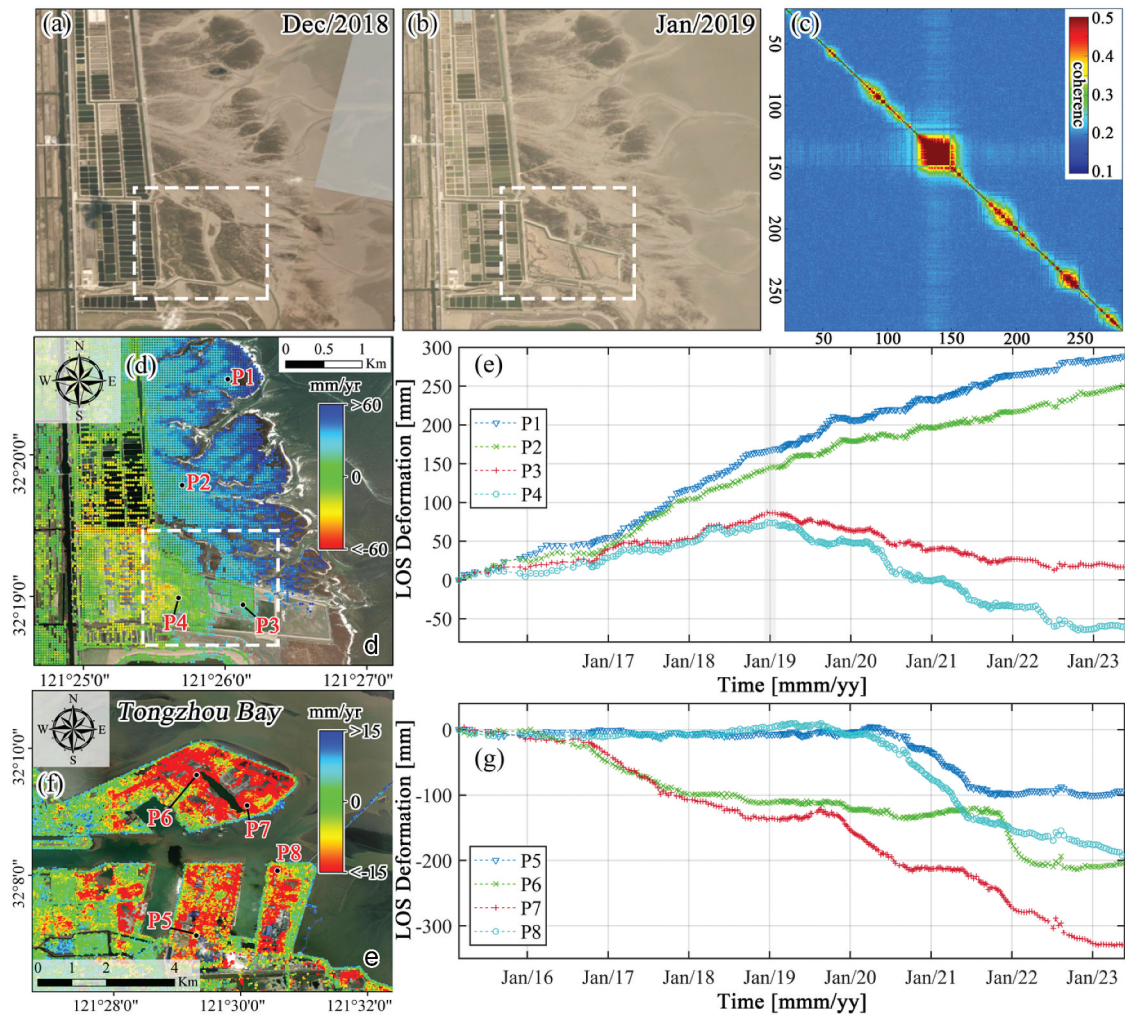 (a) Dec/2018
(b) Jan/2019
(c)
0.5
0.4
0.3
0.2
0.1
coherenc
50
100
150
200
250
50 100 150 200 250
(d)
N
W E
S
0 0.5 1
Km
mm/yr
>60
0
<-60
P1
P2
P3
P4
d
32°20'0"
32°19'0"
121°25'0" 121°26'0" 121°27'0"
(e)
LOS Deformation [mm]
300
250
200
150
100
50
0
-50
P1
P2
P3
P4
Jan/17 Jan/18 Jan/19 Jan/20 Jan/21 Jan/22 Jan/23
Time [mmm/yy]
(f)
N
W E
S
Tongzhou Bay
mm/yr
>15
0
<-15
P6
P7
P8
P5
e
0 2 4
Km
32°10'0"
32°8'0"
121°28'0" 121°30'0" 121°32'0"
(g)
LOS Deformation [mm]
0
-100
-200
-300
P5
P6
P7
P8
Jan/16 Jan/17 Jan/18 Jan/19 Jan/20 Jan/21 Jan/22 Jan/23
Time [mmm/yy]